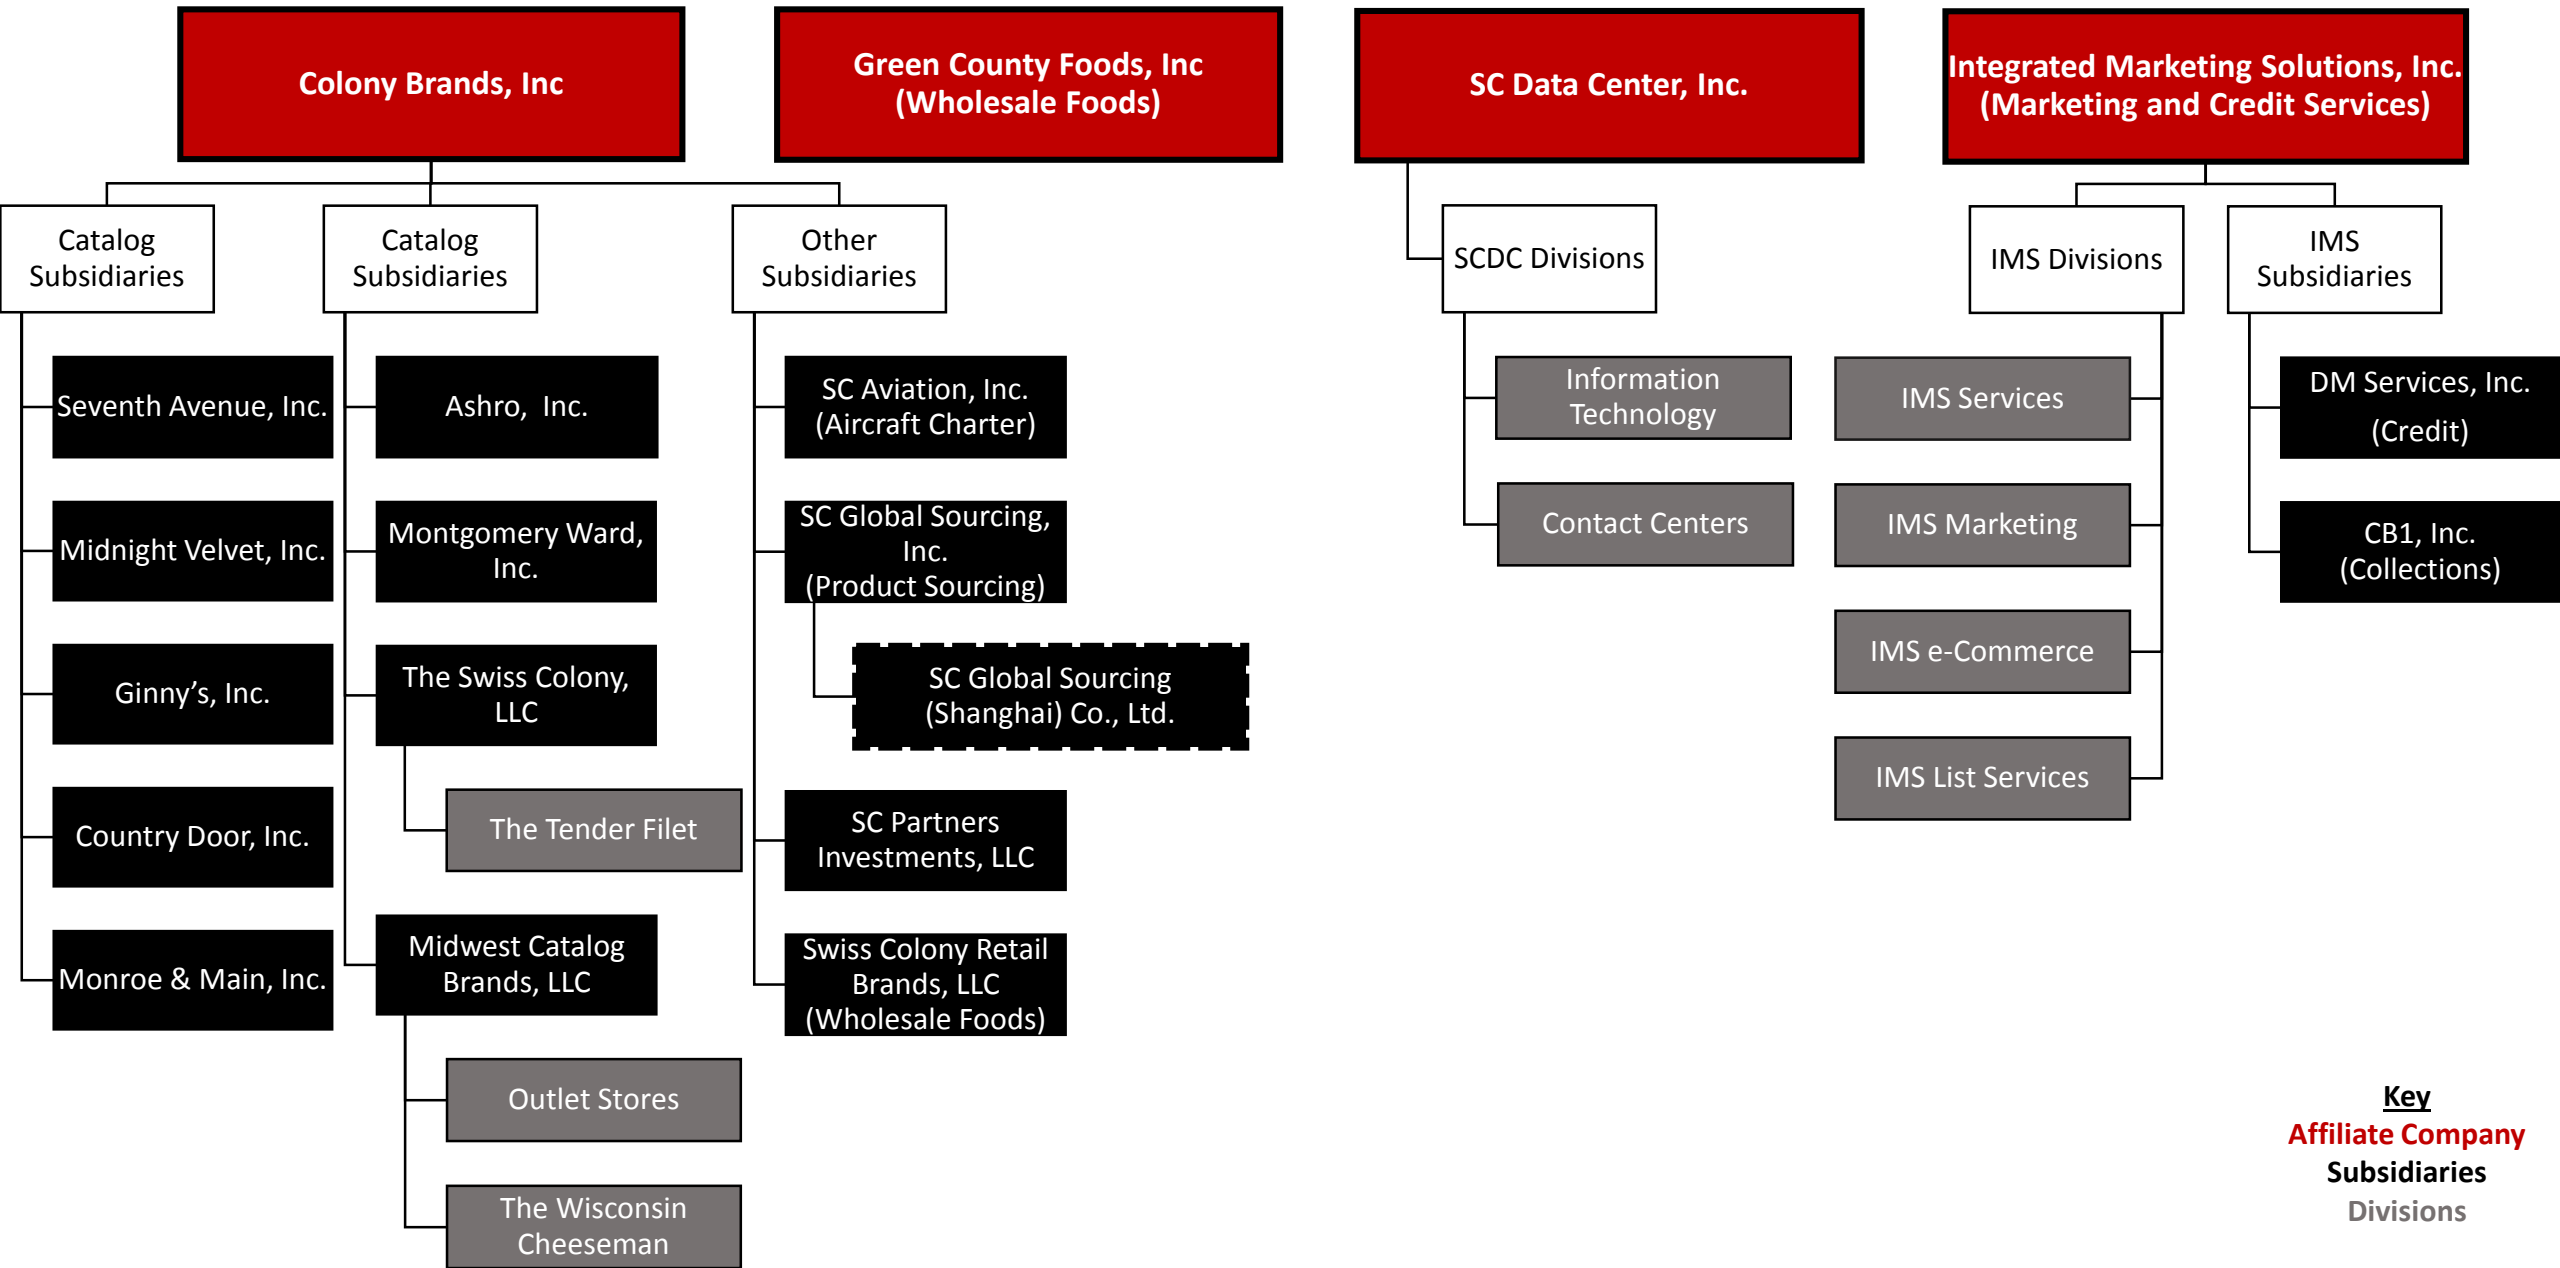 Colony Brands, Inc
Green County Foods, Inc
(Wholesale Foods)
SC Data Center, Inc.
Integrated Marketing Solutions, Inc.
(Marketing and Credit Services)
Catalog
Subsidiaries
Catalog
Subsidiaries
Other
Subsidiaries
SCDC Divisions
IMS Divisions
IMS
Subsidiaries
Seventh Avenue, Inc.
Midnight Velvet, Inc.
Ginny’s, Inc.
Country Door, Inc.
Monroe & Main, Inc.
Ashro, Inc.
Montgomery Ward,
Inc.
The Swiss Colony,
LLC
The Tender Filet
Midwest Catalog
Brands, LLC
Outlet Stores
The Wisconsin
Cheeseman
SC Aviation, Inc.
(Aircraft Charter)
SC Global Sourcing,
Inc.
(Product Sourcing)
SC Global Sourcing
(Shanghai) Co., Ltd.
SC Partners
Investments, LLC
Swiss Colony Retail
Brands, LLC
(Wholesale Foods)
Information
Technology
Contact Centers
IMS Services
IMS Marketing
IMS e-Commerce
IMS List Services
DM Services, Inc.
(Credit)
CB1, Inc.
(Collections)
Key
Affiliate Company
Subsidiaries
Divisions